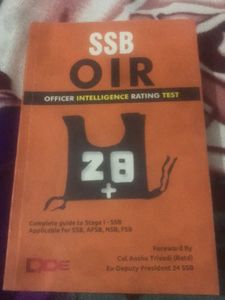 SSB
OIR
OFFICER INTELLIGENCE RATING TEST
28
+
Complete guide to Stage I - SSB
Applicable for SSB, AFSB, NSB, FSB
Foreword By
Col Anshu Trivedi (Retd)
Ex-Deputy President 24 SSB